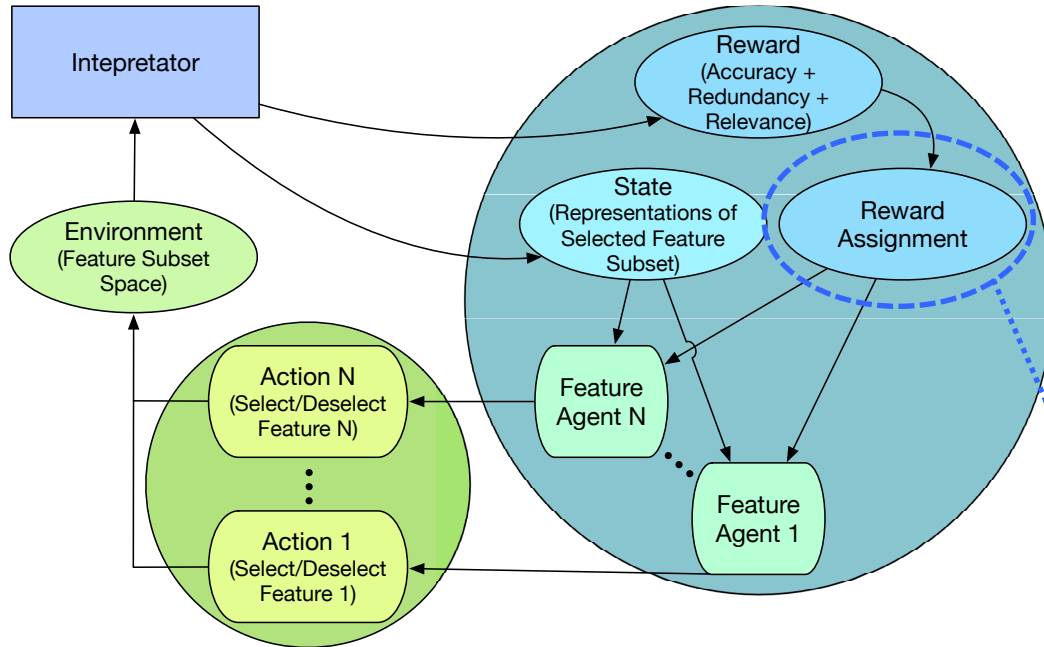 Intepretator
Reward
(Accuracy +
Redundancy +
Relevance)
State
(Representations of
Selected Feature
Subset)
Reward
Assignment
Environment
(Feature Subset
Space)
Action N
(Select/Deselect
Feature N)
Feature
Agent N
Feature
Agent 1
Action 1
(Select/Deselect
Feature 1)